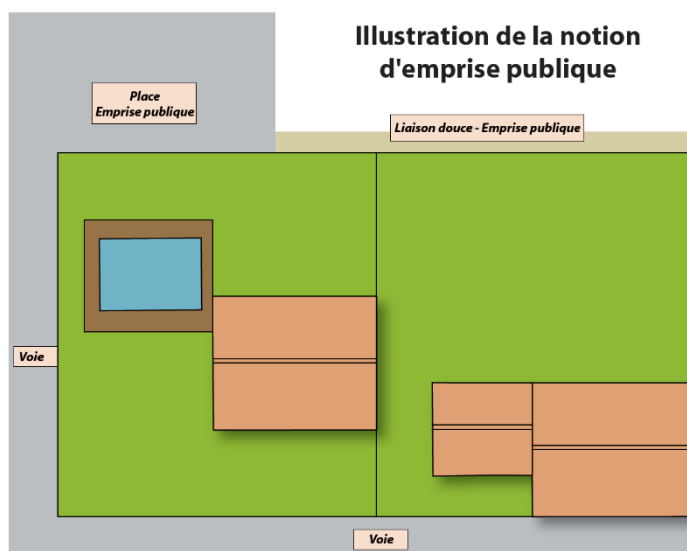 Illustration de la notion
d'emprise publique
Place
Emprise publique
Liaison douce - Emprise publique
Voie
Voie